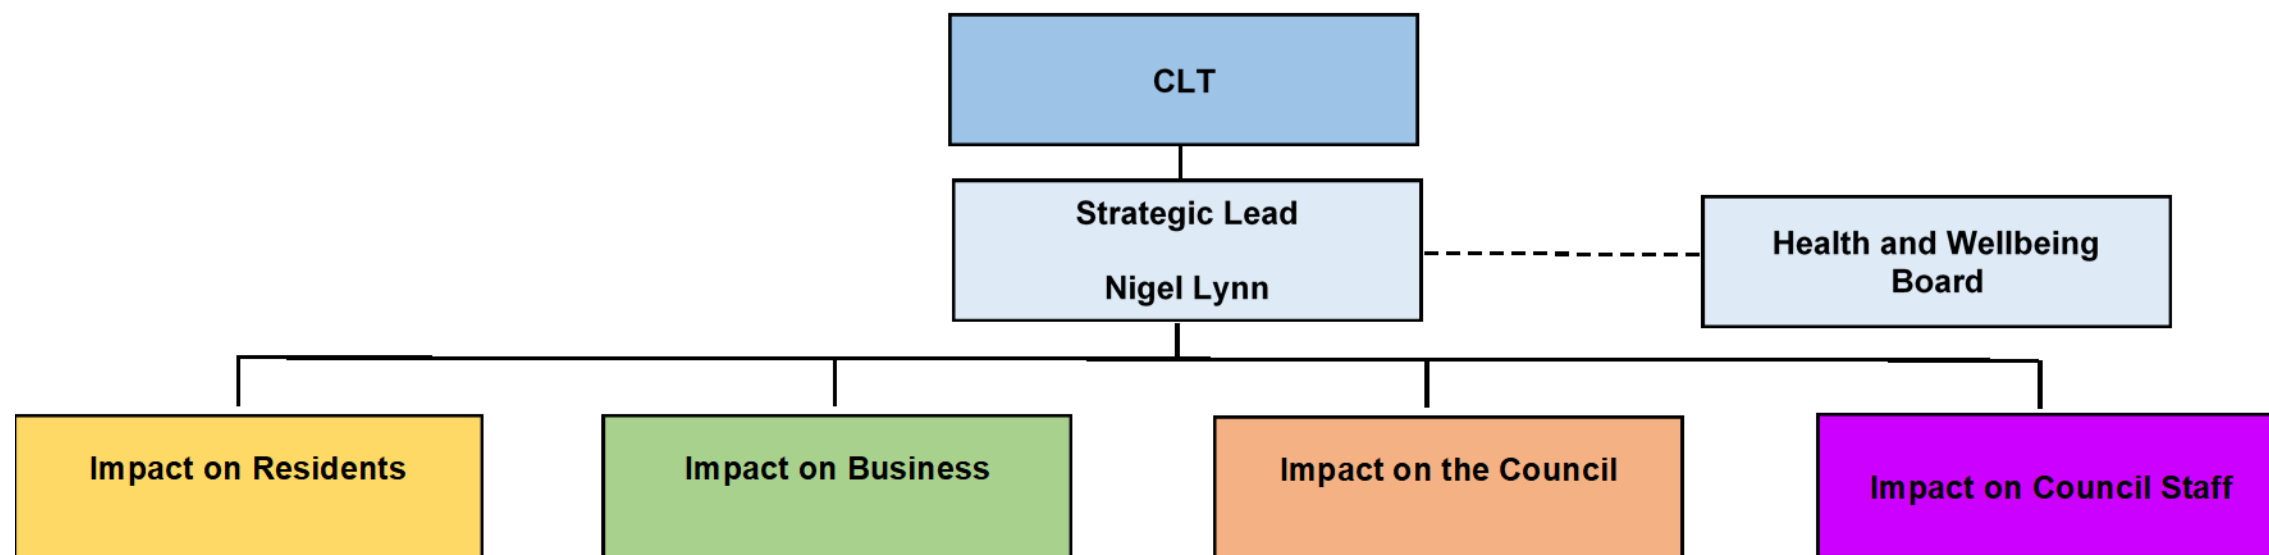 CLT
Strategic Lead
Nigel Lynn
Health and Wellbeing
Board
Impact on Residents
Impact on Business
Impact on the Council
Impact on Council Staff